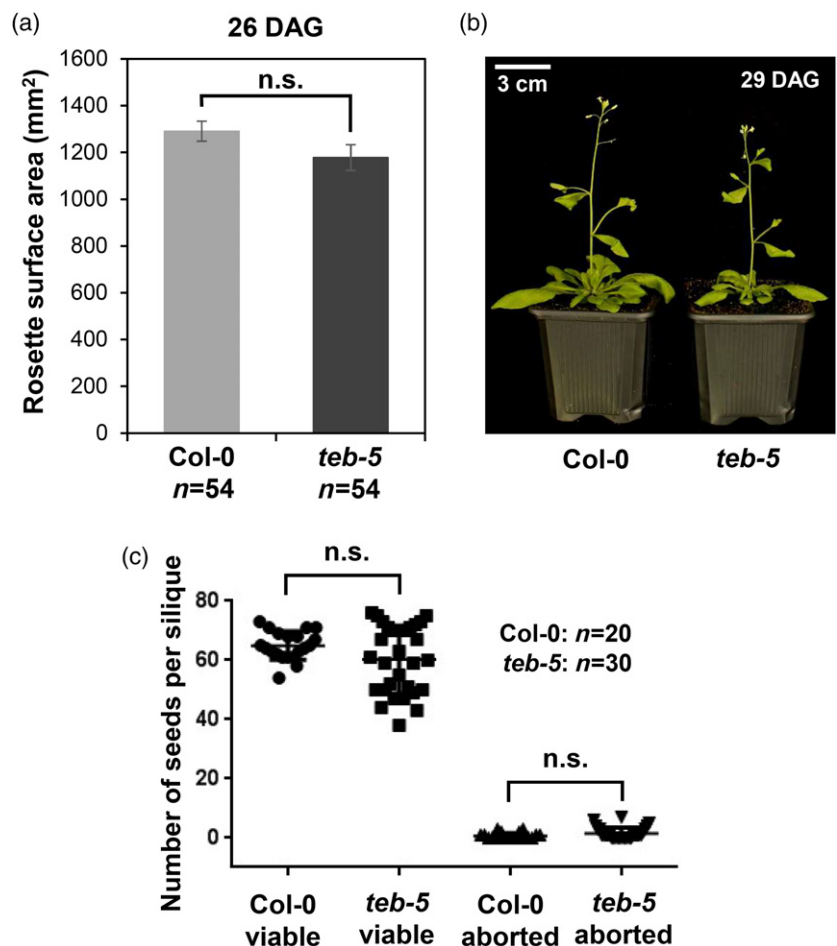 (a)
26 DAG
Rosette surface area (mm²)
1600
1400
1200
1000
800
600
400
200
0
n.s.
Col-0
n=54
teb-5
n=54
(b)
3 cm
29 DAG
Col-0
teb-5
(c)
Number of seeds per silique
80
60
40
20
0
n.s.
Col-0: n=20
teb-5: n=30
n.s.
Col-0
viable
teb-5
viable
Col-0
aborted
teb-5
aborted